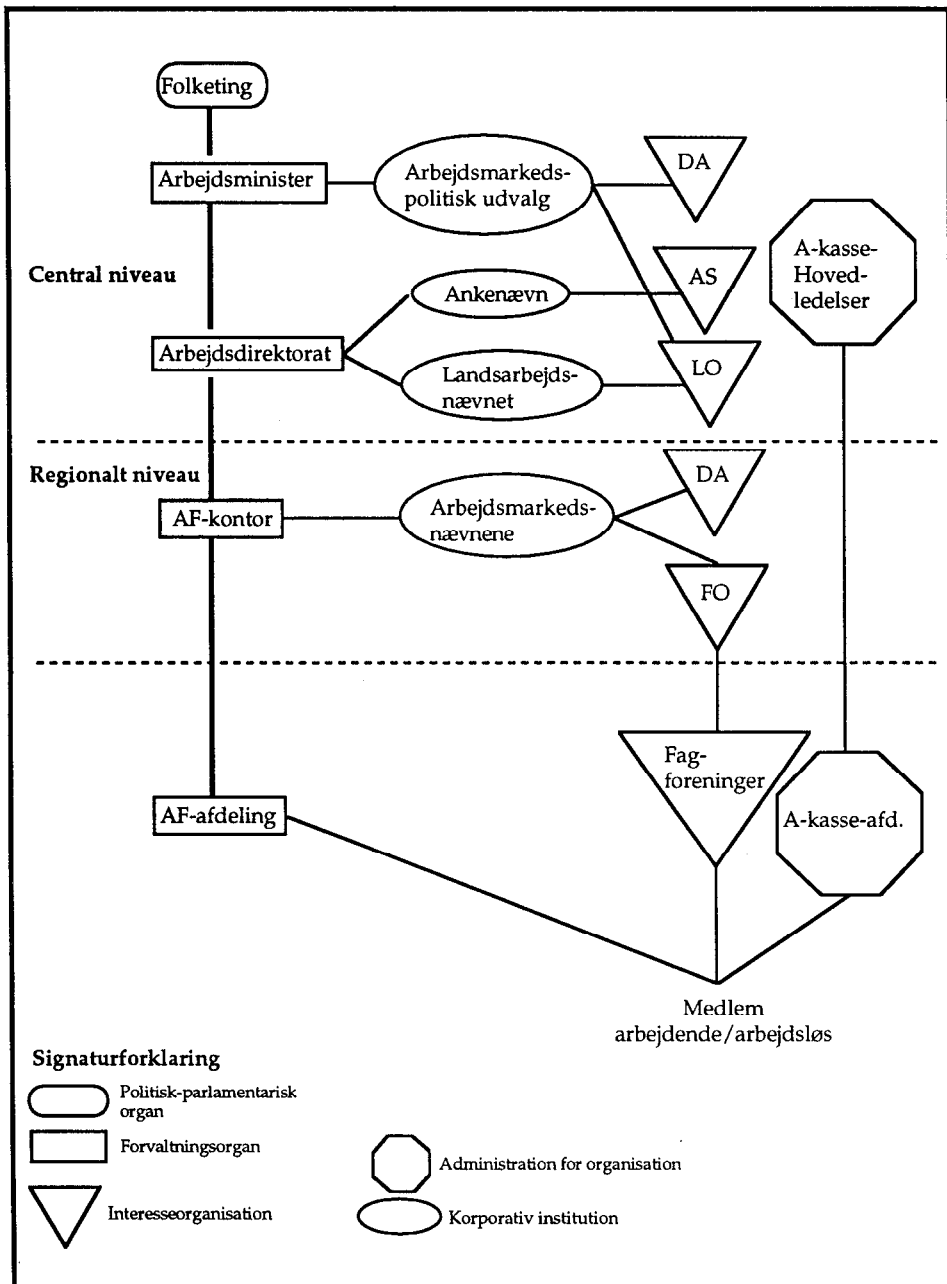 Folketing
Arbejdsminister
Arbejdsmarkeds-
politisk udvalg
DA
Central niveau
Ankenævn
AS
A-kasse-
Hoved-
ledelser
Arbejdsdirektorat
Landsarbejds-
nævnet
LO
Regionalt niveau
AF-kontor
Arbejdsmarkeds-
nævnene
DA
FO
Fag-
foreninger
AF-afdeling
A-kasse-afd.
Medlem
arbejdende/arbejdsløs
Signaturforklaring
Politisk-parlamentarisk
organ
Forvaltningsorgan
Interesseorganisation
Administration for organisation
Korporativ institution